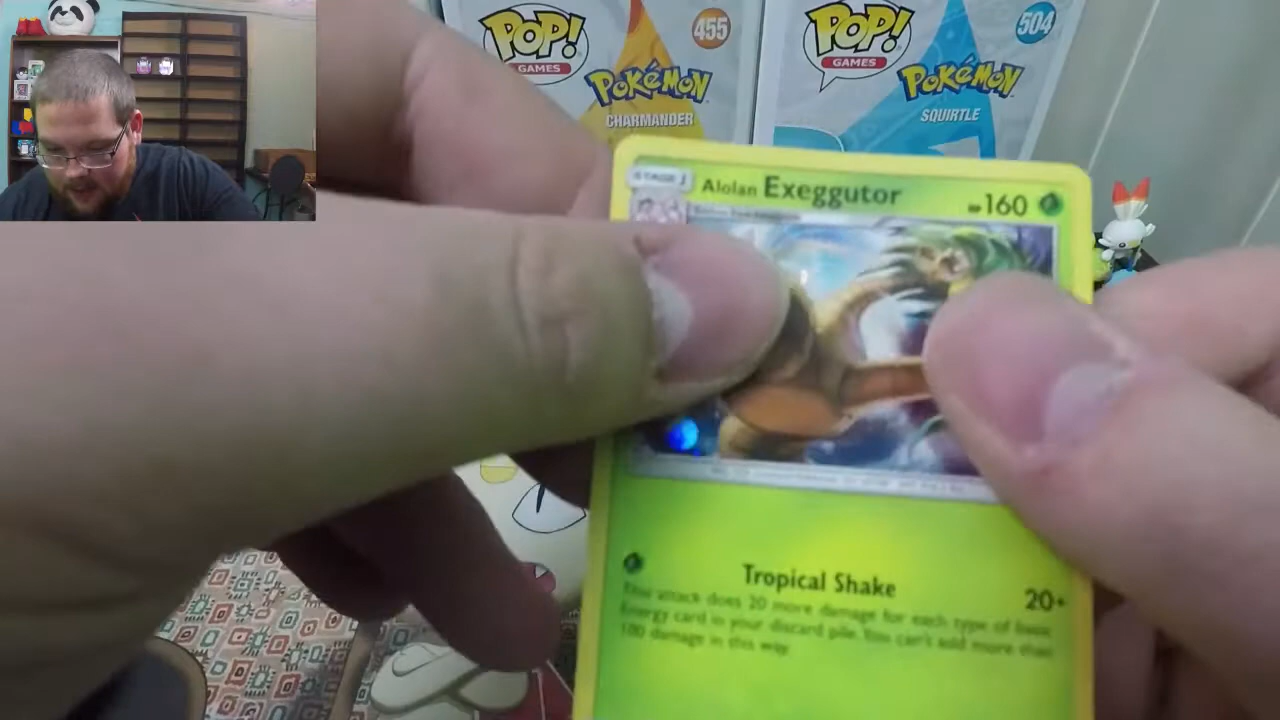 POP!
GAMES
455
POKéMON
CHARMANDER
POP!
GAMES
504
POKéMON
SQUIRTLE
STAGE 1
Alolan Exeggutor
HP 160
Tropical Shake
20+
This attack does 20 more damage for each type of basic
Energy card in your discard pile. You can't add more than
100 damage in this way.